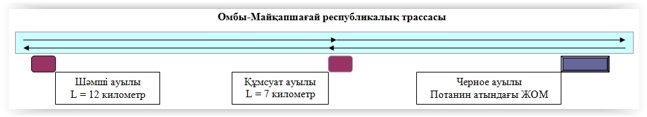 Омбы-Майқапшағай республикалық трассасы
Шәмші ауылы
L = 12 километр
Құмсуат ауылы
L = 7 километр
Черное ауылы
Потанин атындағы ЖОМ